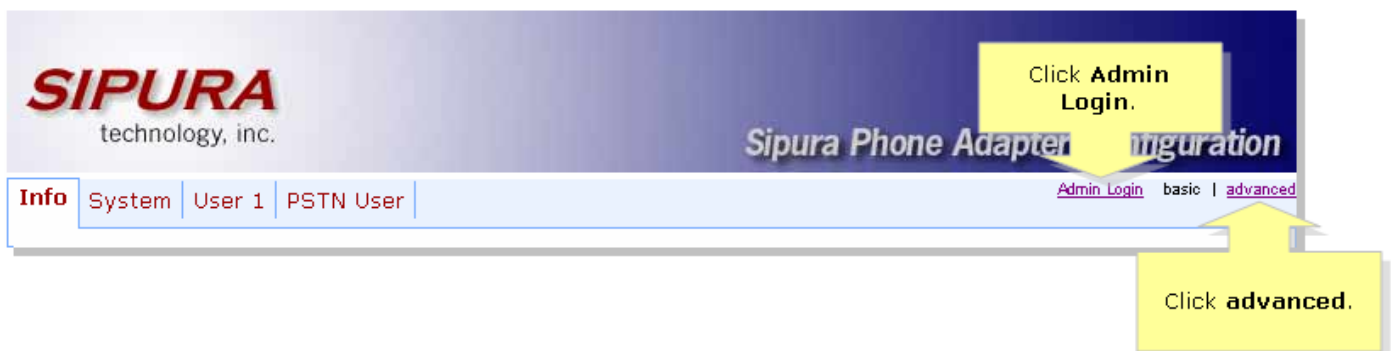 SIPURA
technology, inc.
Click Admin
Login.
Sipura Phone Adapter
Info System User 1 PSTN User
Admin Login basic | advanced
Click advanced.